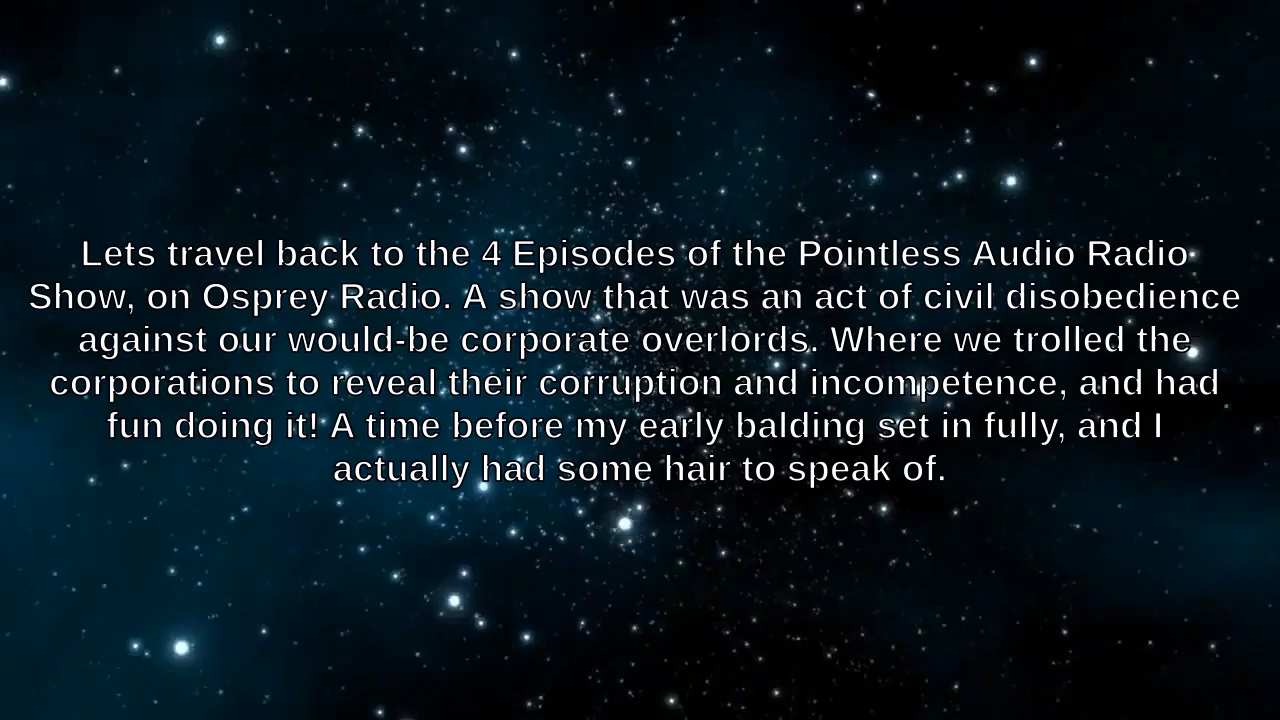 Lets travel back to the 4 Episodes of the Pointless Audio Radio
Show, on Osprey Radio. A show that was an act of civil disobedience
against our would-be corporate overlords. Where we trolled the
corporations to reveal their corruption and incompetence, and had
fun doing it! A time before my early balding set in fully, and I
actually had some hair to speak of.